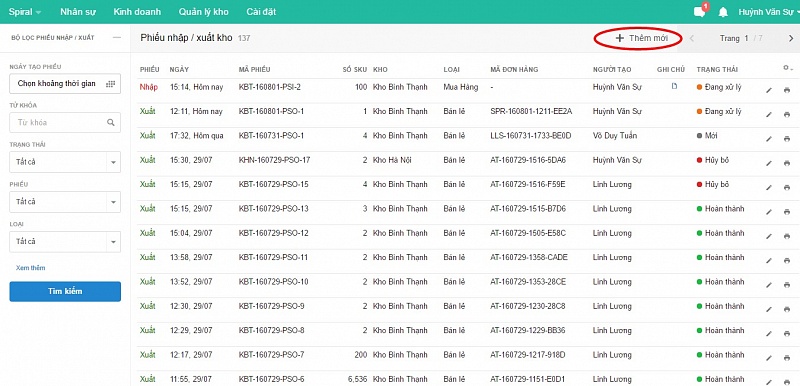 Spiral Nhân sự Kinh doanh Quản lý kho Cài đặt 1 Huỳnh Văn Sự
BỘ LỌC PHIẾU NHẬP / XUẤT
Phiếu nhập / xuất kho 137 + Thêm mới Trang 1 / 7
NGÀY TẠO PHIẾU
Chọn khoảng thời gian
TỪ KHÓA
Từ khóa
TRẠNG THÁI
Tất cả
PHIẾU
Tất cả
LOẠI
Tất cả
Xem thêm
Tìm kiếm
PHIẾU NGÀY MÃ PHIẾU SỐ SKU KHO LOẠI MÃ ĐƠN HÀNG NGƯỜI TẠO GHI CHÚ TRẠNG THÁI
Nhập 15:14, Hôm nay KBT-160801-PSI-2 100 Kho Bình Thạnh Mua Hàng - Huỳnh Văn Sự Đang xử lý
Xuất 12:11, Hôm nay KBT-160801-PSO-1 1 Kho Bình Thạnh Bán lẻ SPR-160801-1211-EE2A Huỳnh Văn Sự Đang xử lý
Xuất 17:32, Hôm qua KBT-160731-PSO-1 4 Kho Bình Thạnh Bán lẻ LLS-160731-1733-BE0D Võ Duy Tuấn Mới
Xuất 15:30, 29/07 KHN-160729-PSO-17 2 Kho Hà Nội Bán lẻ AT-160729-1516-5DA6 Huỳnh Văn Sự Hủy bỏ
Xuất 15:15, 29/07 KBT-160729-PSO-15 4 Kho Bình Thạnh Bán lẻ AT-160729-1516-F59E Linh Lương Hủy bỏ
Xuất 15:15, 29/07 KBT-160729-PSO-13 2 Kho Bình Thạnh Bán lẻ AT-160729-1515-B7D6 Linh Lương Hoàn thành
Xuất 15:04, 29/07 KBT-160729-PSO-12 2 Kho Bình Thạnh Bán lẻ AT-160729-1505-E58C Linh Lương Hoàn thành
Xuất 13:58, 29/07 KBT-160729-PSO-11 2 Kho Bình Thạnh Bán lẻ AT-160729-1358-CADE Linh Lương Hoàn thành
Xuất 13:52, 29/07 KBT-160729-PSO-10 2 Kho Bình Thạnh Bán lẻ AT-160729-1353-28CE Linh Lương Hoàn thành
Xuất 12:30, 29/07 KBT-160729-PSO-9 2 Kho Bình Thạnh Bán lẻ AT-160729-1230-28C8 Linh Lương Hoàn thành
Xuất 12:29, 29/07 KBT-160729-PSO-8 2 Kho Bình Thạnh Bán lẻ AT-160729-1229-BB36 Linh Lương Hoàn thành
Xuất 12:17, 29/07 KBT-160729-PSO-7 200 Kho Bình Thạnh Bán lẻ AT-160729-1217-918D Linh Lương Hoàn thành
Xuất 11:55, 29/07 KBT-160729-PSO-6 6,536 Kho Bình Thạnh Bán lẻ AT-160729-1151-E0D1 Linh Lương Hoàn thành